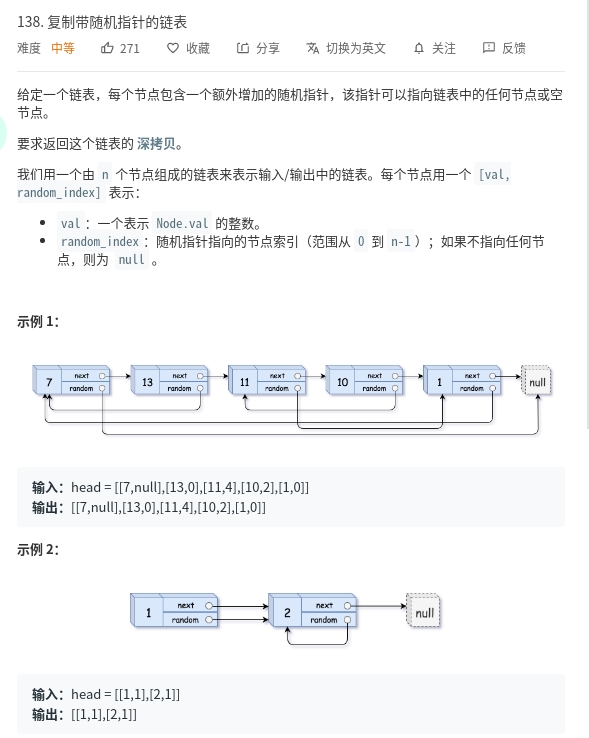 138. 复制带随机指针的链表
难度 中等 271 收藏 分享 切换为英文 关注 反馈
给定一个链表，每个节点包含一个额外增加的随机指针，该指针可以指向链表中的任何节点或空
节点。
要求返回这个链表的 深拷贝。
我们用一个由 n 个节点组成的链表来表示输入/输出中的链表。每个节点用一个 [val,
random_index] 表示：
val：一个表示 Node.val 的整数。
random_index：随机指针指向的节点索引（范围从 0 到 n-1）；如果不指向任何节
点，则为 null 。
示例 1：
7 next random 13 next random 11 next random 10 next random 1 next random null
输入：head = [[7,null],[13,0],[11,4],[10,2],[1,0]]
输出：[[7,null],[13,0],[11,4],[10,2],[1,0]]
示例 2：
1 next random 2 next random null
输入：head = [[1,1],[2,1]]
输出：[[1,1],[2,1]]